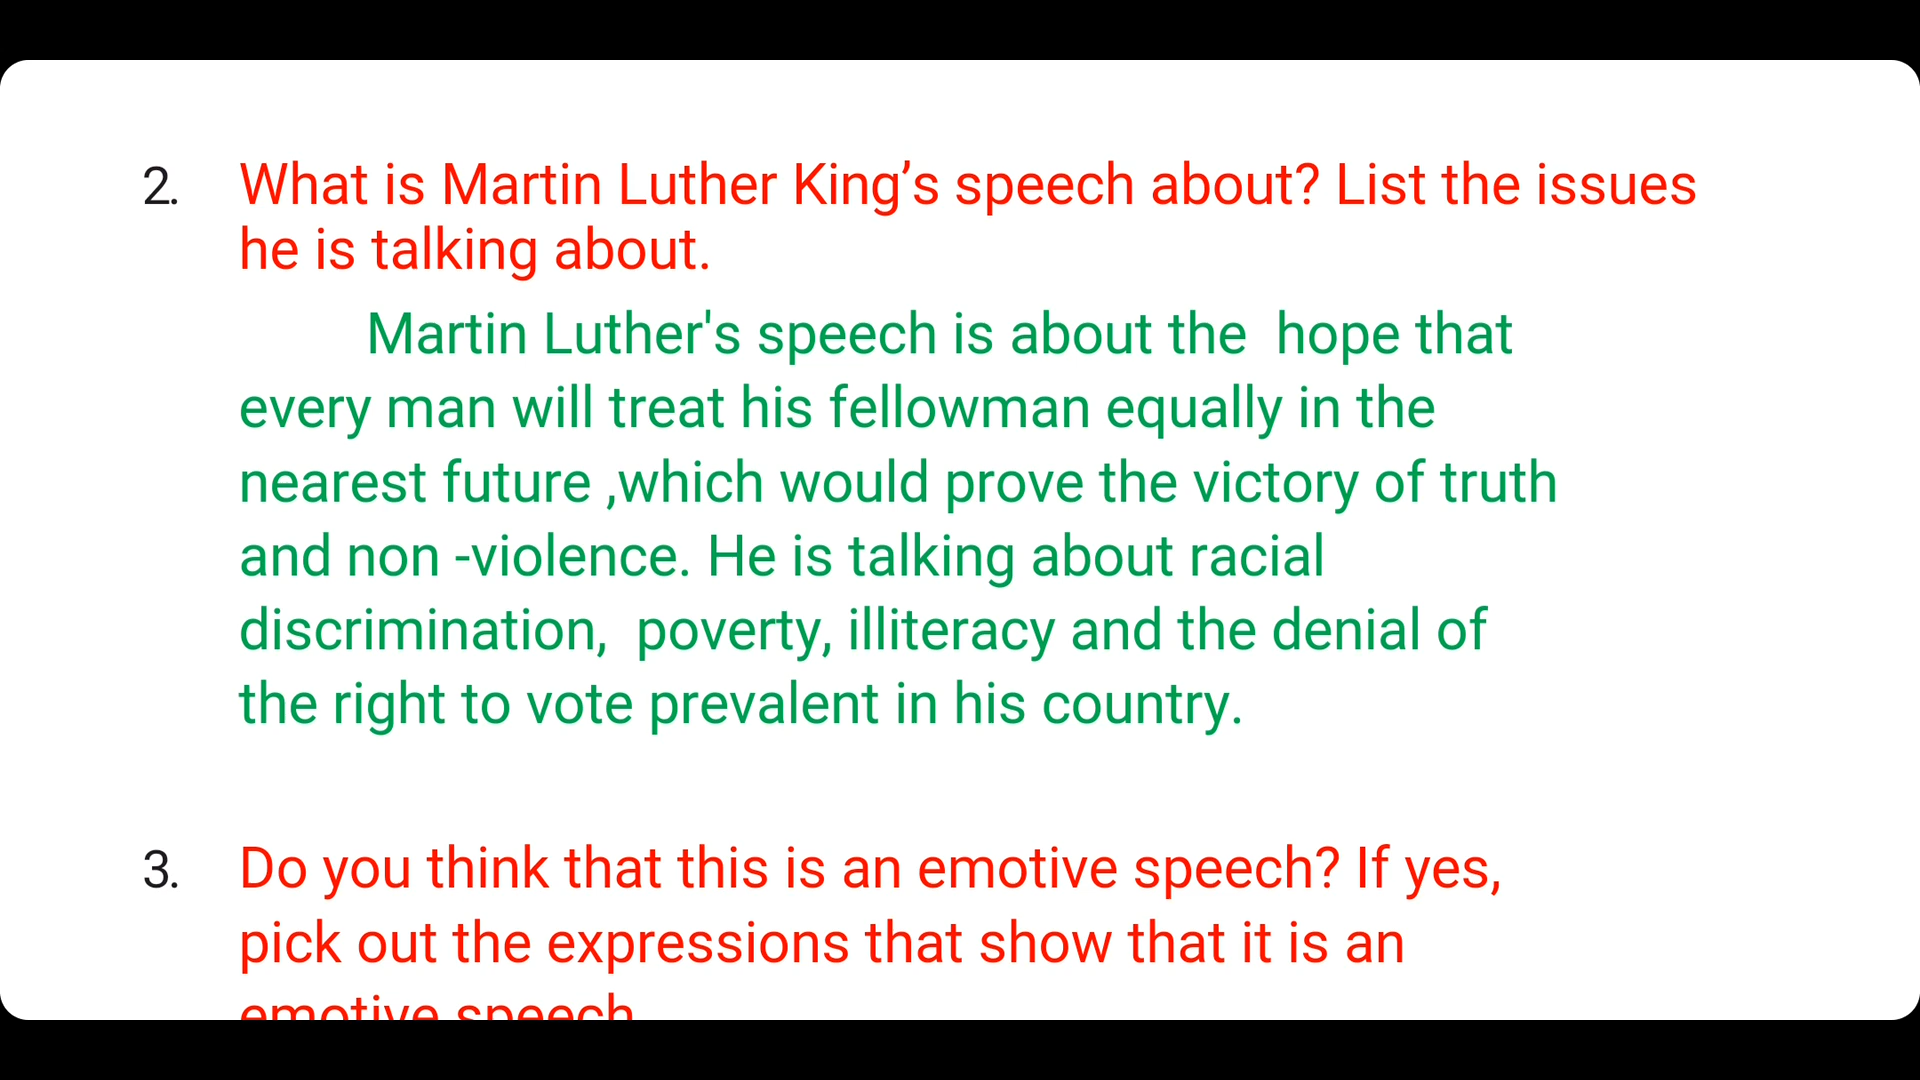 2. What is Martin Luther King’s speech about? List the issues
he is talking about.
Martin Luther's speech is about the  hope that
every man will treat his fellowman equally in the
nearest future ,which would prove the victory of truth
and non -violence. He is talking about racial
discrimination,  poverty, illiteracy and the denial of
the right to vote prevalent in his country.
3. Do you think that this is an emotive speech? If yes,
pick out the expressions that show that it is an
emotive speech